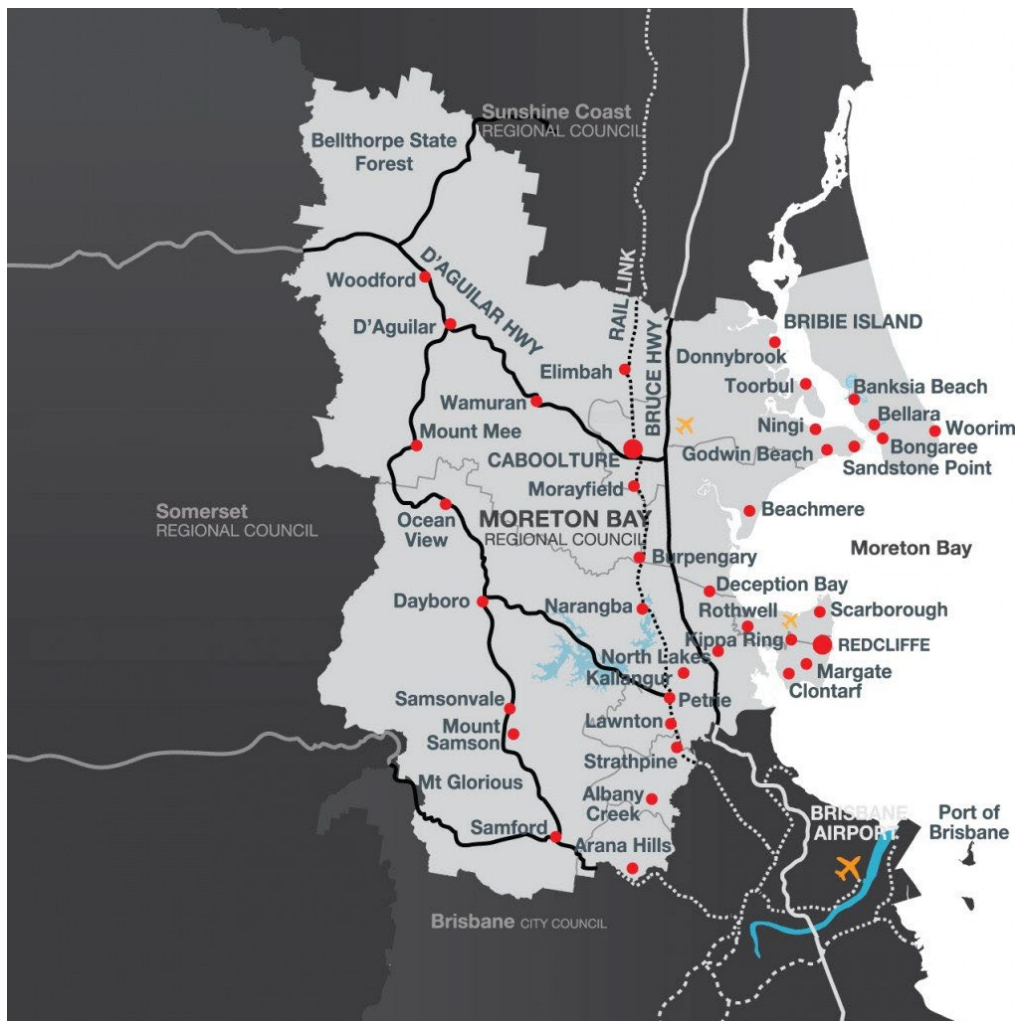 Sunshine Coast
REGIONAL COUNCIL
Bellthorpe State
Forest
Woodford
D'AGUILAR HWY
D'Aguilar
RAIL LINK
BRUCE HWY
BRIBIE ISLAND
Donnybrook
Elimbah
Toorbul
Banksia Beach
Wamuran
Bellara
Ningi
Woorim
Mount Mee
Bongaree
Godwin Beach
CABOOLTURE
Sandstone Point
Morayfield
Somerset
REGIONAL COUNCIL
Ocean
View
MORETON BAY
REGIONAL COUNCIL
Beachmere
Moreton Bay
Burpengary
Deception Bay
Dayboro
Narangba
Rothwell
Scarborough
Kippa Ring
REDCLIFFE
North Lakes
Margate
Kallangur
Clontarf
Samsonvale
Petrie
Mount
Samson
Lawnton
Strathpine
Mt Glorious
Albany
Creek
BRISBANE
AIRPORT
Port of
Brisbane
Samford
Arana Hills
Brisbane CITY COUNCIL